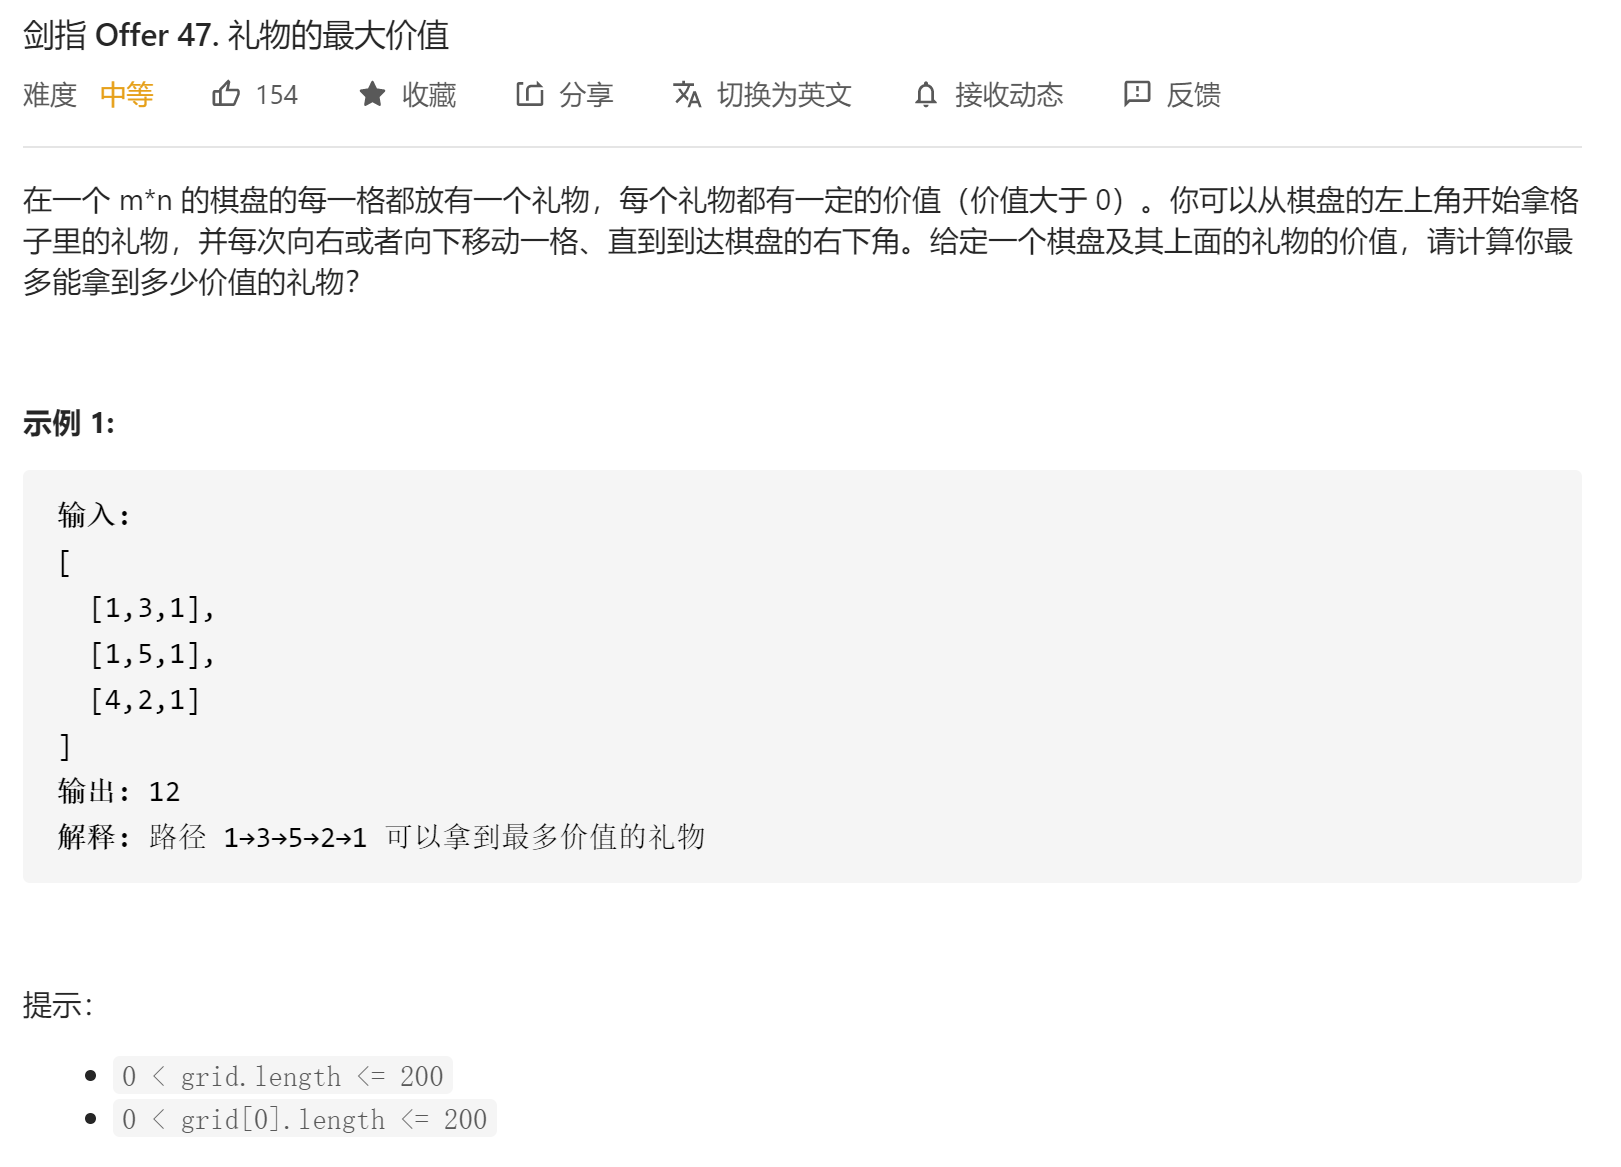 剑指 Offer 47. 礼物的最大价值
难度 中等 154 收藏 分享 切换为英文 接收动态 反馈
在一个 m*n 的棋盘的每一格都放有一个礼物，每个礼物都有一定的价值（价值大于 0）。你可以从棋盘的左上角开始拿格
子里的礼物，并每次向右或者向下移动一格、直到到达棋盘的右下角。给定一个棋盘及其上面的礼物的价值，请计算你最
多能拿到多少价值的礼物？
示例 1:
输入:
[
  [1,3,1],
  [1,5,1],
  [4,2,1]
]
输出: 12
解释: 路径 1→3→5→2→1 可以拿到最多价值的礼物
提示：
• 0 < grid.length <= 200
• 0 < grid[0].length <= 200